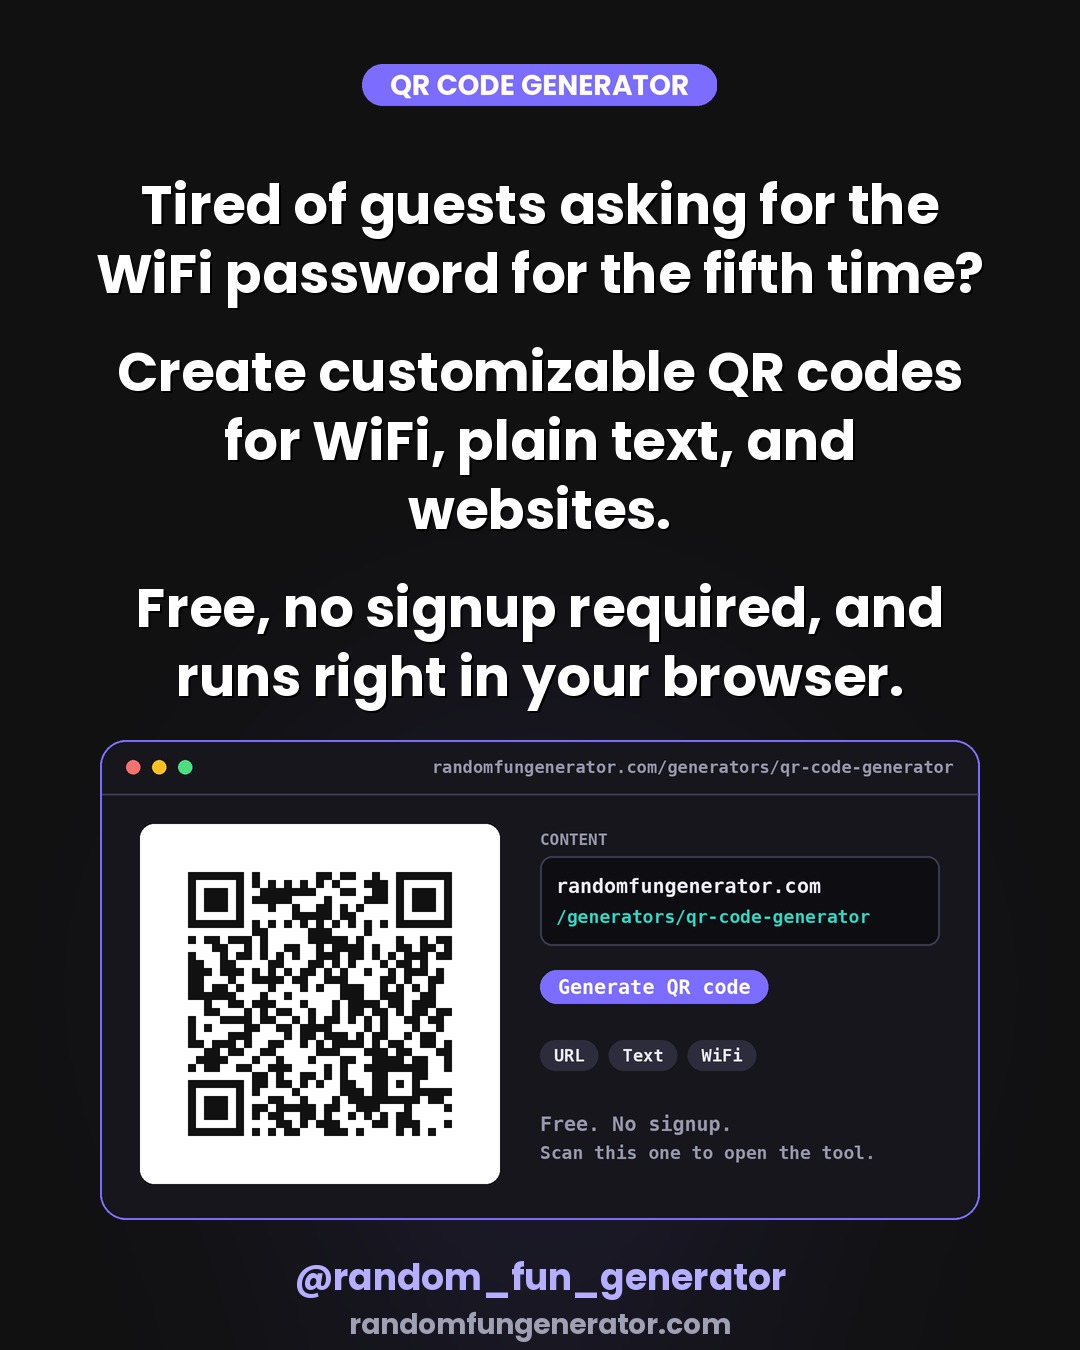 QR CODE GENERATOR
Tired of guests asking for the
WiFi password for the fifth time?
Create customizable QR codes
for WiFi, plain text, and
websites.
Free, no signup required, and
runs right in your browser.
randomfungenerator.com/generators/qr-code-generator
CONTENT
randomfungenerator.com
/generators/qr-code-generator
Generate QR code
URL Text WiFi
Free. No signup.
Scan this one to open the tool.
@random_fun_generator
randomfungenerator.com